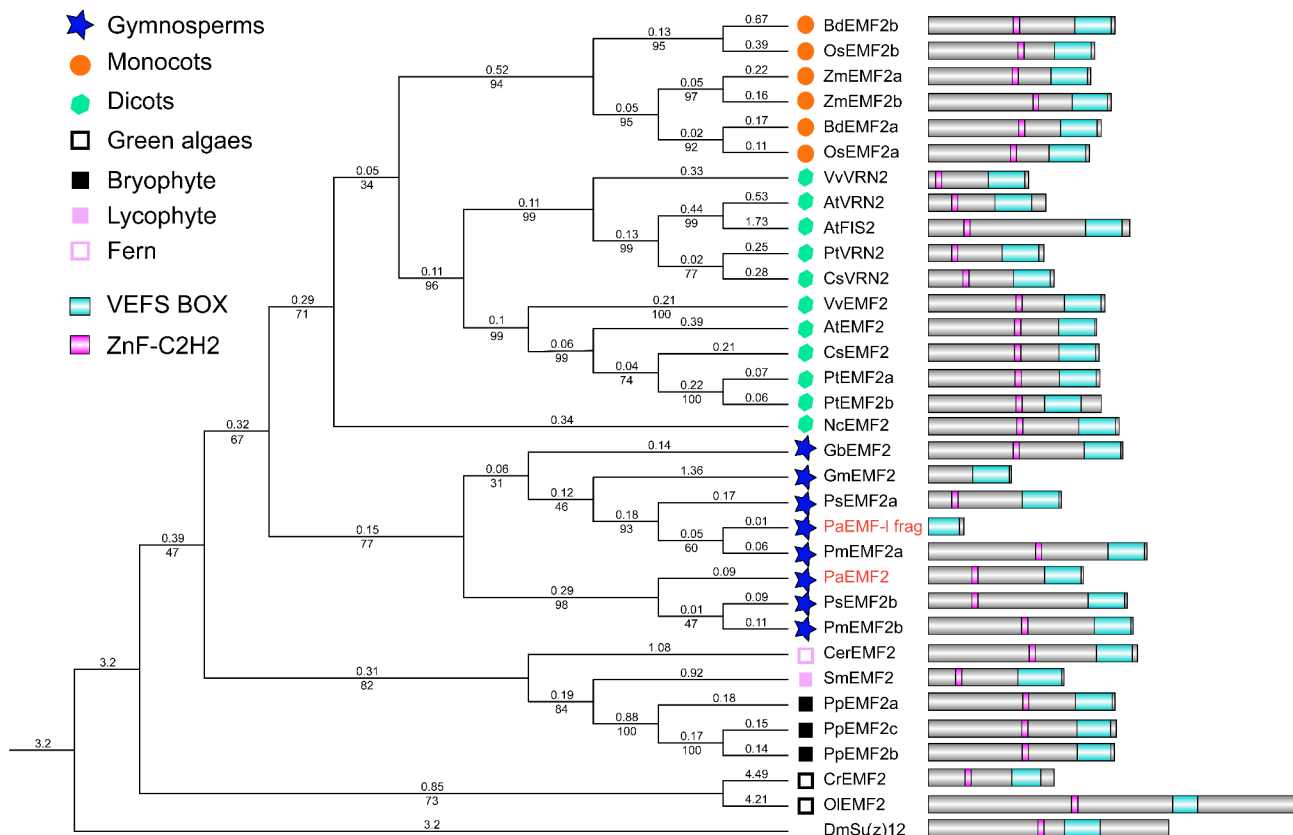 Gymnosperms
Monocots
Dicots
Green algaes
Bryophyte
Lycophyte
Fern
VEFS BOX
ZnF-C2H2
0.67
BdEMF2b
0.13
95
0.39
OsEMF2b
0.52
94
0.22
ZmEMF2a
0.05
97
0.16
ZmEMF2b
0.05
95
0.17
BdEMF2a
0.02
92
0.11
OsEMF2a
0.05
34
0.33
VvVRN2
0.11
99
0.53
AtVRN2
0.44
99
1.73
AtFIS2
0.13
99
0.25
PtVRN2
0.02
77
0.28
CsVRN2
0.11
96
0.21
100
VvEMF2
0.1
99
0.39
AtEMF2
0.06
99
0.21
CsEMF2
0.04
74
0.07
PtEMF2a
0.22
100
0.06
PtEMF2b
0.29
71
0.34
NcEMF2
0.32
67
0.14
GbEMF2
0.06
31
1.36
GmEMF2
0.12
46
0.17
PsEMF2a
0.18
93
0.01
PaEMF-l frag
0.05
60
0.06
PmEMF2a
0.15
77
0.09
PaEMF2
0.29
98
0.09
PsEMF2b
0.01
47
0.11
PmEMF2b
0.39
47
1.08
CerEMF2
0.31
82
0.92
SmEMF2
0.19
84
0.18
PpEMF2a
0.88
100
0.15
PpEMF2c
0.17
100
0.14
PpEMF2b
3.2
4.49
CrEMF2
0.85
73
4.21
OlEMF2
3.2
3.2
DmSu(z)12